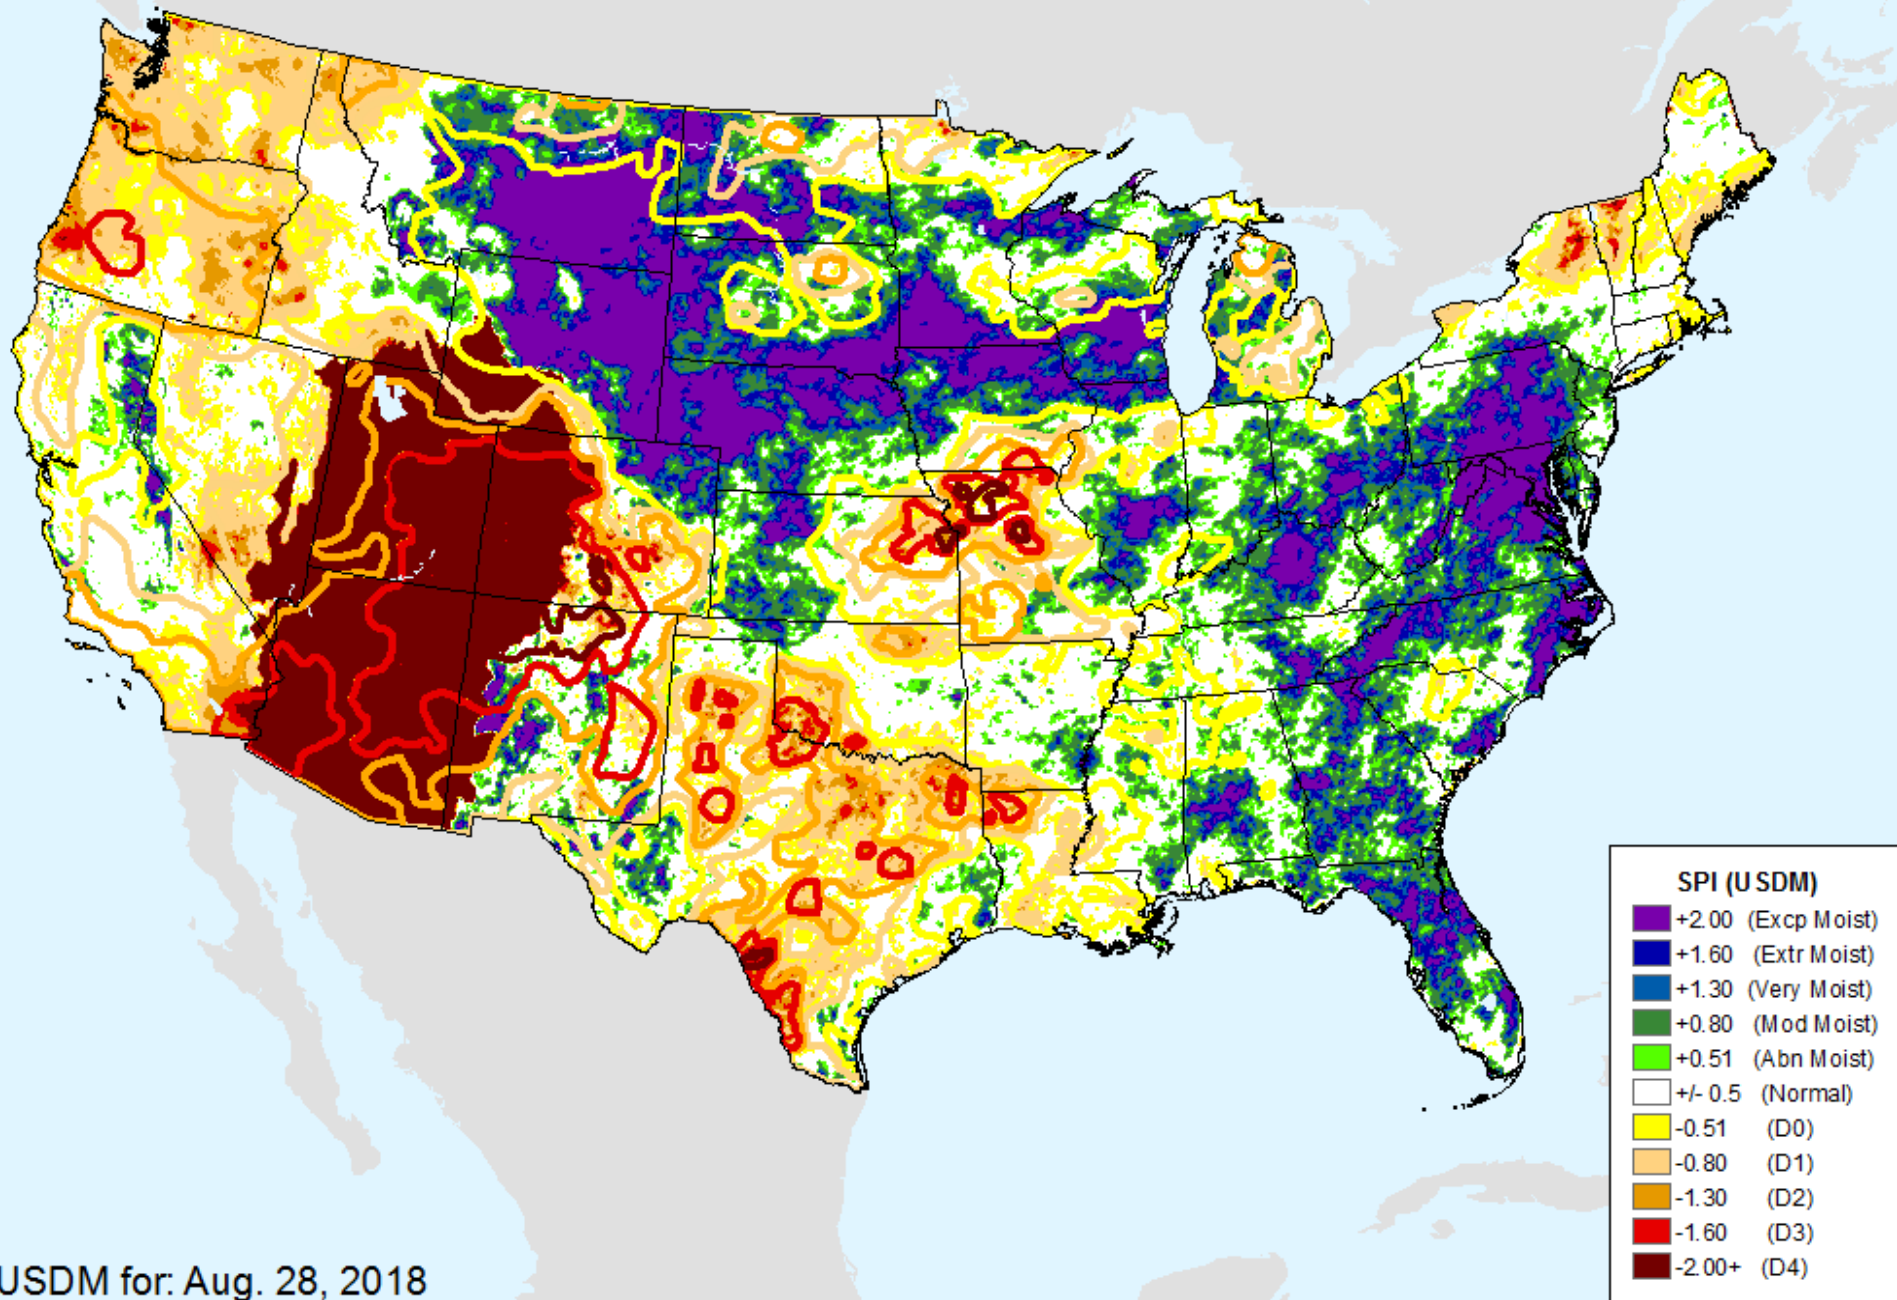 SPI (USDM)
+2.00 (Excp Moist)
+1.60 (Extr Moist)
+1.30 (Very Moist)
+0.80 (Mod Moist)
+0.51 (Abn Moist)
+/- 0.5 (Normal)
-0.51 (D0)
-0.80 (D1)
-1.30 (D2)
-1.60 (D3)
-2.00+ (D4)
USDM for: Aug. 28, 2018